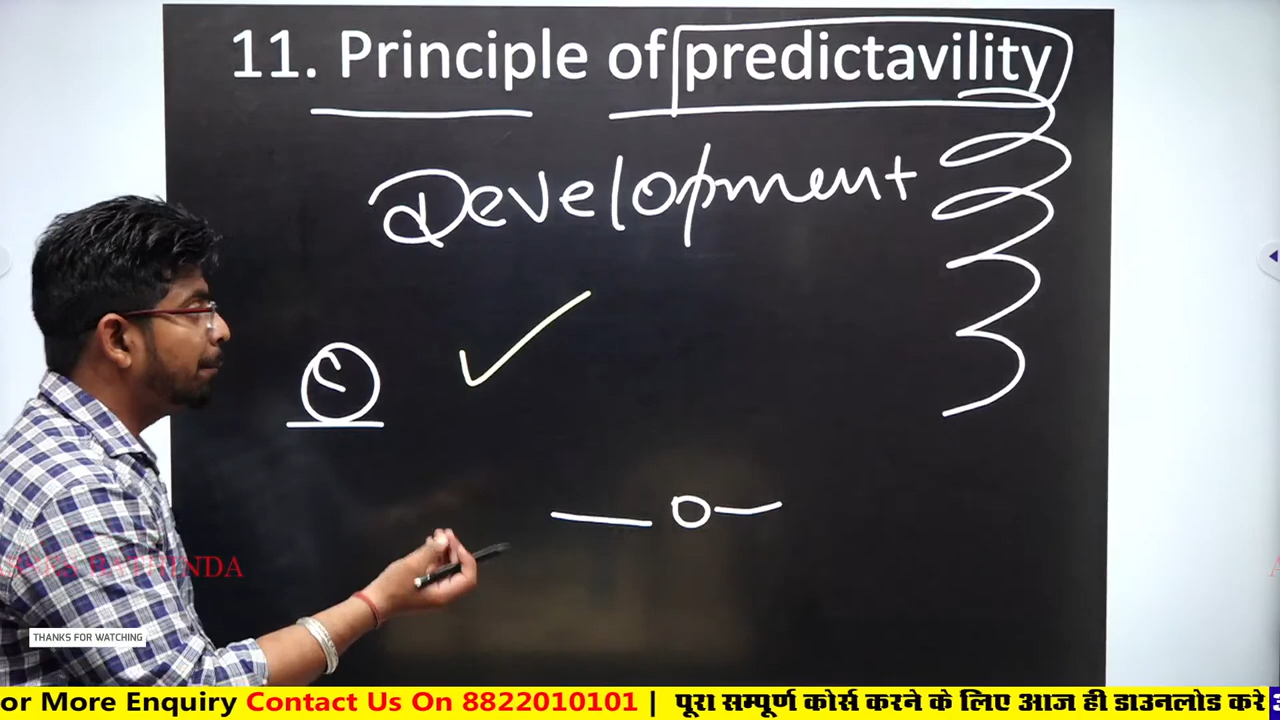 11. Principle of predictavility
Development
THANKS FOR WATCHING
or More Enquiry Contact Us On 8822010101 | पूरा सम्पूर्ण कोर्स करने के लिए आज ही डाउनलोड करे